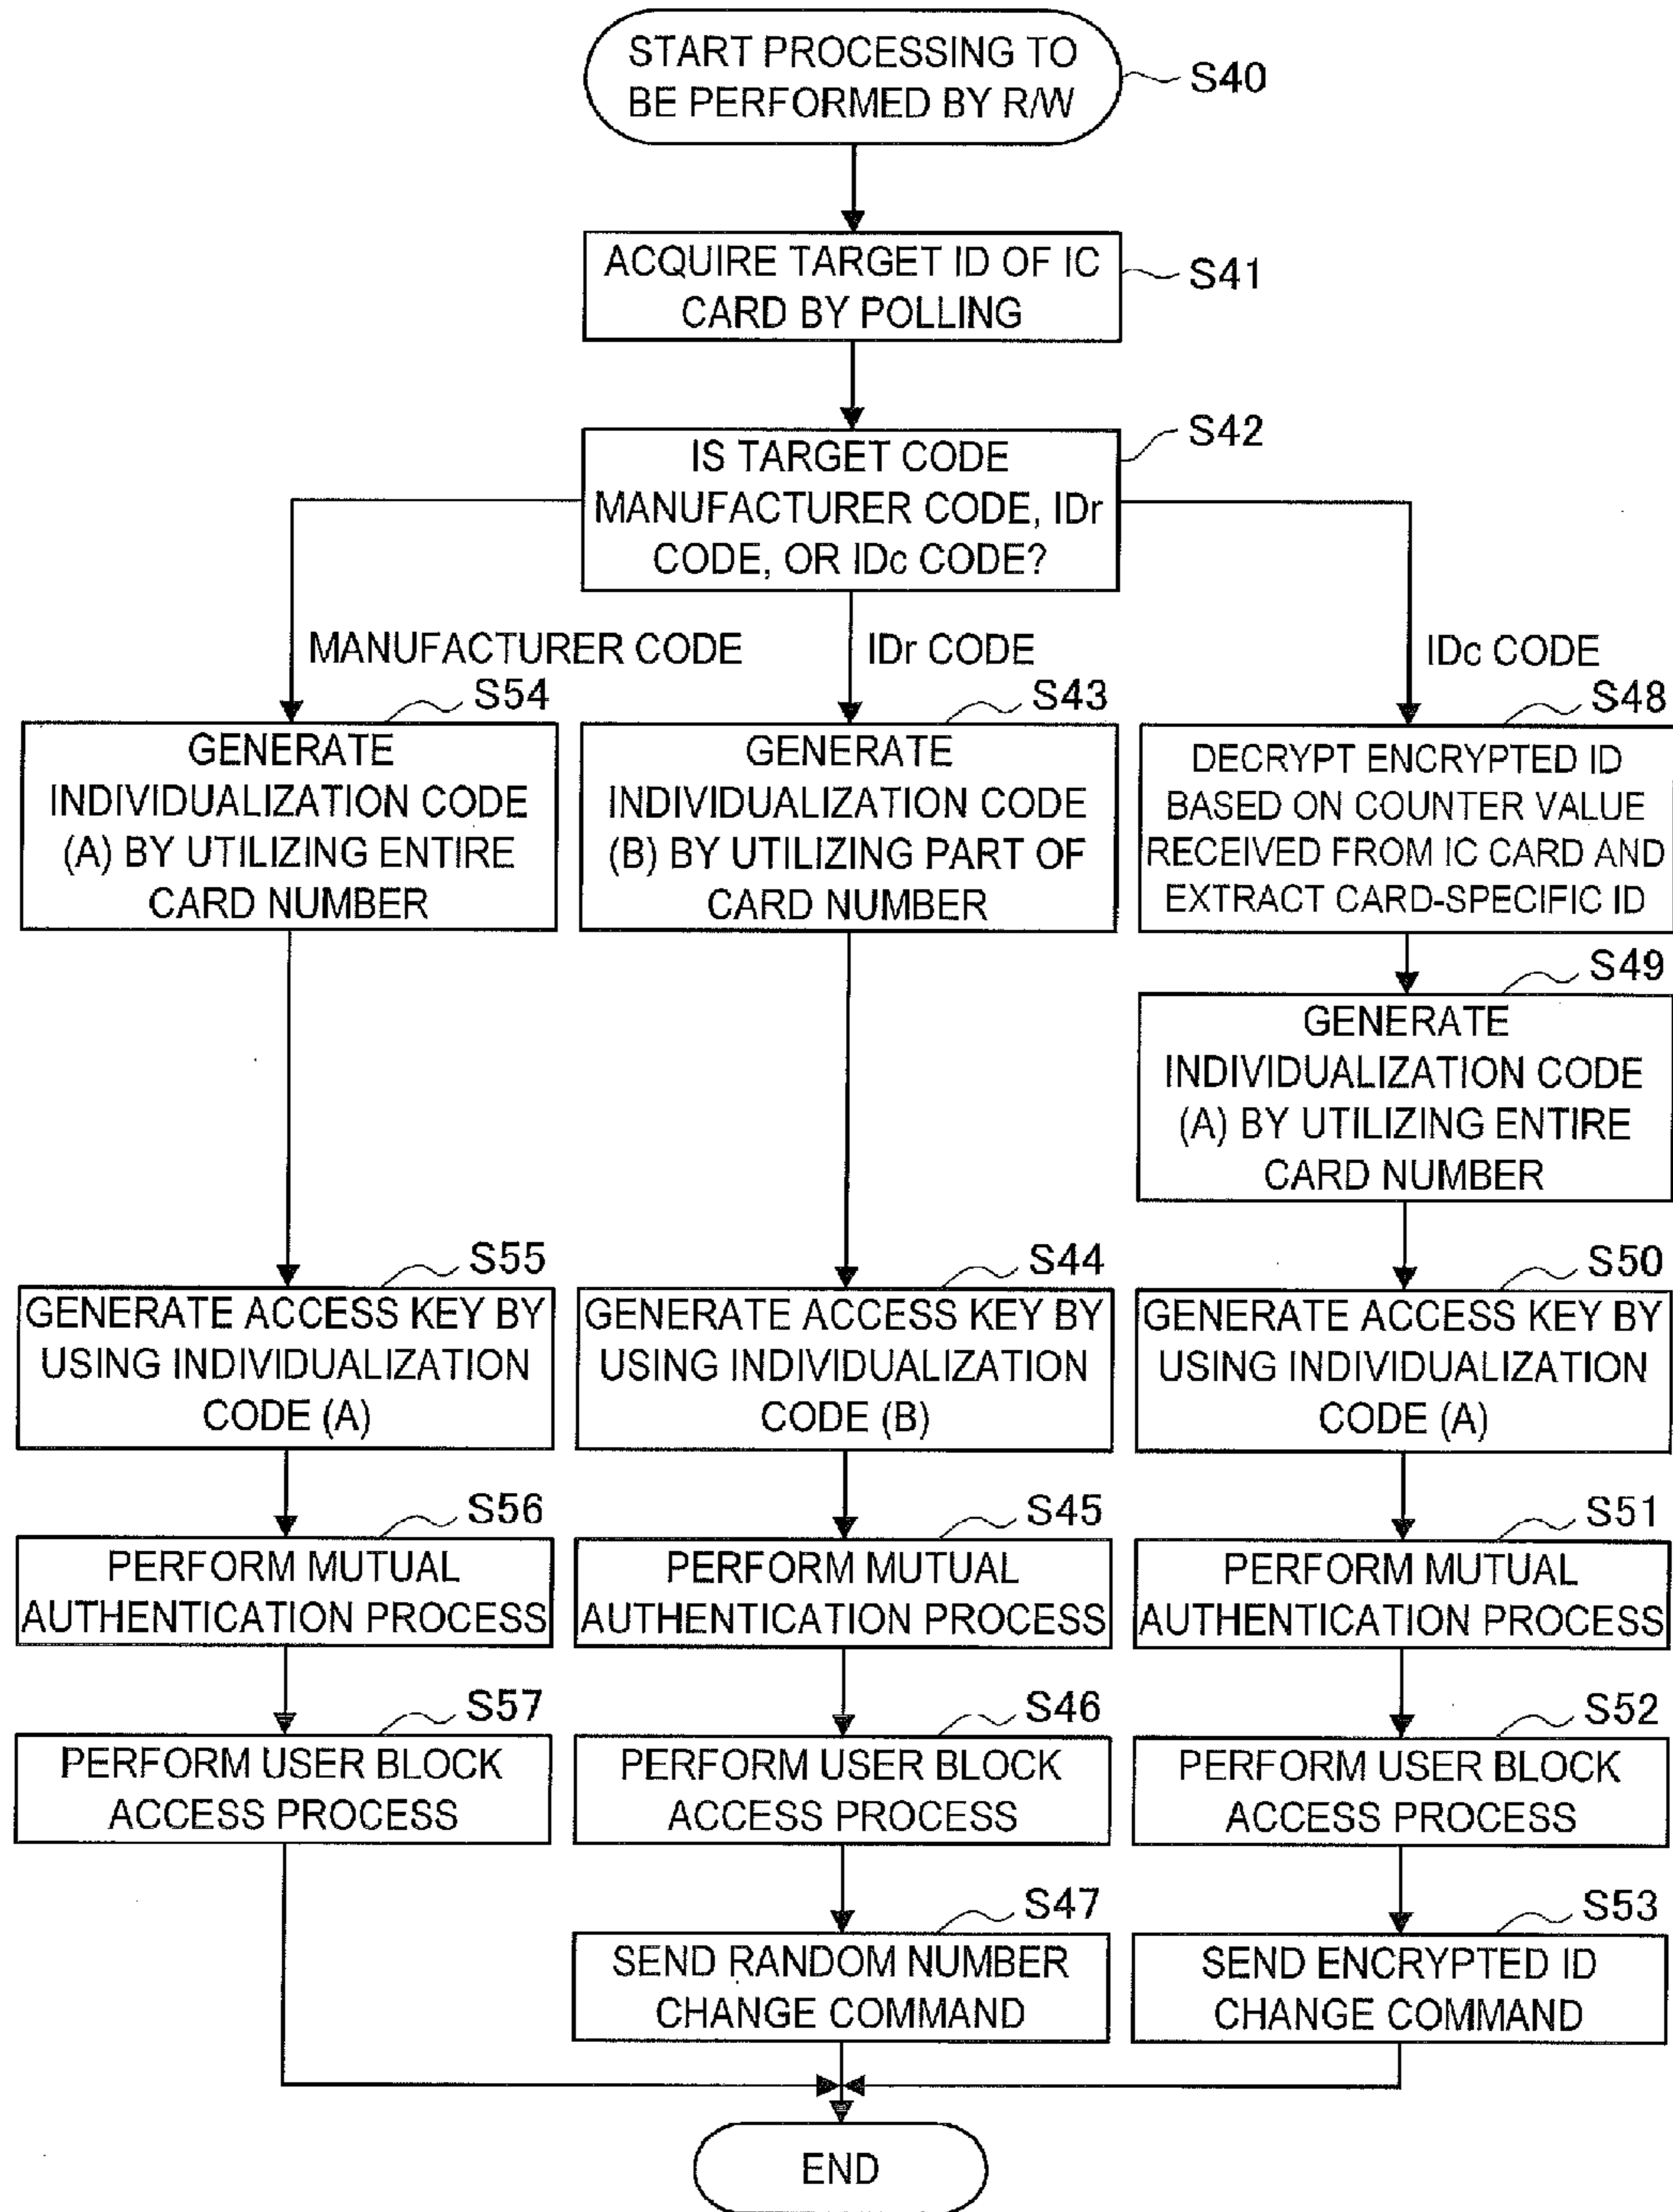 START PROCESSING TO
BE PERFORMED BY R/W
S40
ACQUIRE TARGET ID OF IC
CARD BY POLLING
S41
IS TARGET CODE
MANUFACTURER CODE, IDr
CODE, OR IDc CODE?
S42
MANUFACTURER CODE
IDr CODE
IDc CODE
S54
GENERATE
INDIVIDUALIZATION CODE
(A) BY UTILIZING ENTIRE
CARD NUMBER
S43
GENERATE
INDIVIDUALIZATION CODE
(B) BY UTILIZING PART OF
CARD NUMBER
S48
DECRYPT ENCRYPTED ID
BASED ON COUNTER VALUE
RECEIVED FROM IC CARD AND
EXTRACT CARD-SPECIFIC ID
S49
GENERATE
INDIVIDUALIZATION CODE
(A) BY UTILIZING ENTIRE
CARD NUMBER
S55
GENERATE ACCESS KEY BY
USING INDIVIDUALIZATION
CODE (A)
S44
GENERATE ACCESS KEY BY
USING INDIVIDUALIZATION
CODE (B)
S50
GENERATE ACCESS KEY BY
USING INDIVIDUALIZATION
CODE (A)
S56
PERFORM MUTUAL
AUTHENTICATION PROCESS
S45
PERFORM MUTUAL
AUTHENTICATION PROCESS
S51
PERFORM MUTUAL
AUTHENTICATION PROCESS
S57
PERFORM USER BLOCK
ACCESS PROCESS
S46
PERFORM USER BLOCK
ACCESS PROCESS
S52
PERFORM USER BLOCK
ACCESS PROCESS
S47
SEND RANDOM NUMBER
CHANGE COMMAND
S53
SEND ENCRYPTED ID
CHANGE COMMAND
END